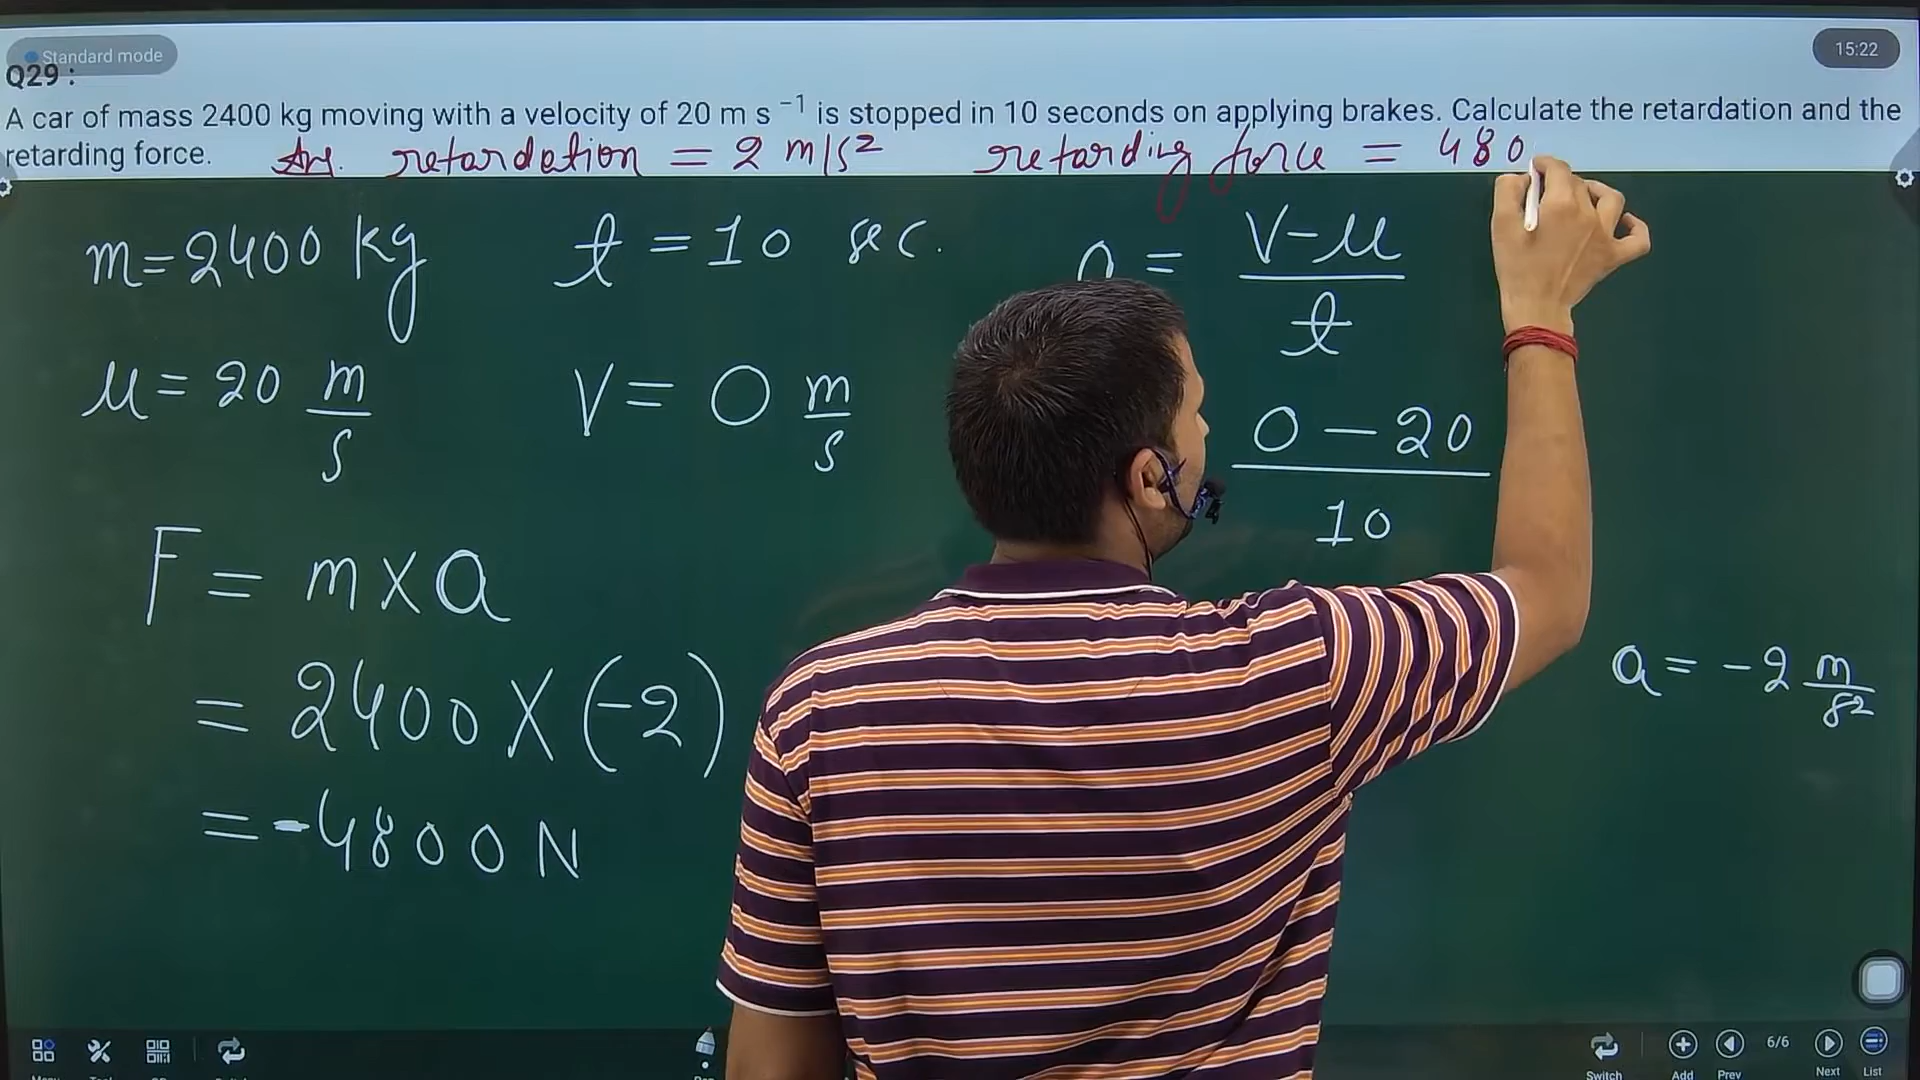 Standard mode
15:22
Q29 :
A car of mass 2400 kg moving with a velocity of 20 m s⁻¹ is stopped in 10 seconds on applying brakes. Calculate the retardation and the
retarding force. Ans. retardation = 2 m/s² retarding force = 480
m=2400 kg
t = 10 sec.
a = V-u / t
u = 20 m/s
V = 0 m/s
0 - 20 / 10
F = m x a
= 2400 X (-2)
a = -2 m/s²
= -4800 N
6/6
Switch Add Prev Next List